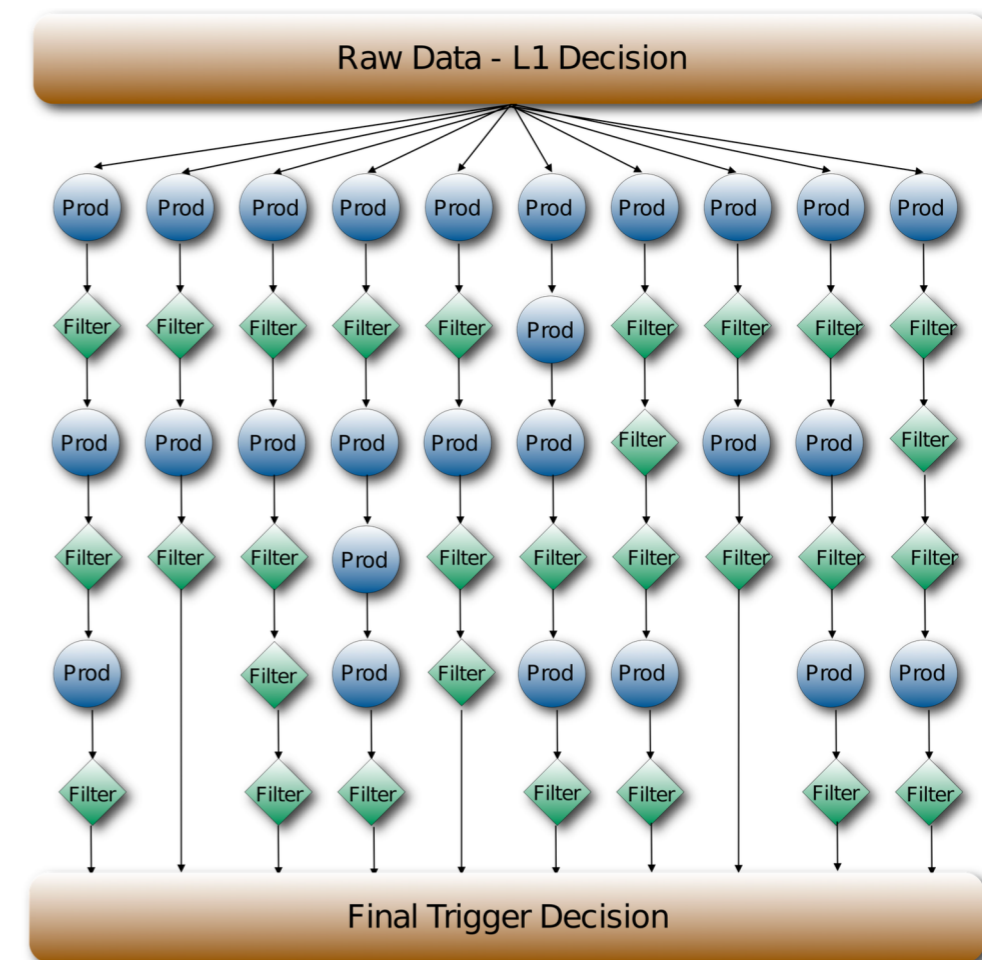 Raw Data - L1 Decision
Prod Prod Prod Prod Prod Prod Prod Prod Prod Prod
Filter Filter Filter Filter Filter Prod Filter Filter Filter Filter
Prod Prod Prod Prod Prod Prod Filter Prod Prod Filter
Filter Filter Filter Prod Filter Filter Filter Filter Filter Filter
Prod Filter Prod Filter Prod Prod Prod Prod
Filter Filter Filter Filter Filter Filter Filter
Final Trigger Decision